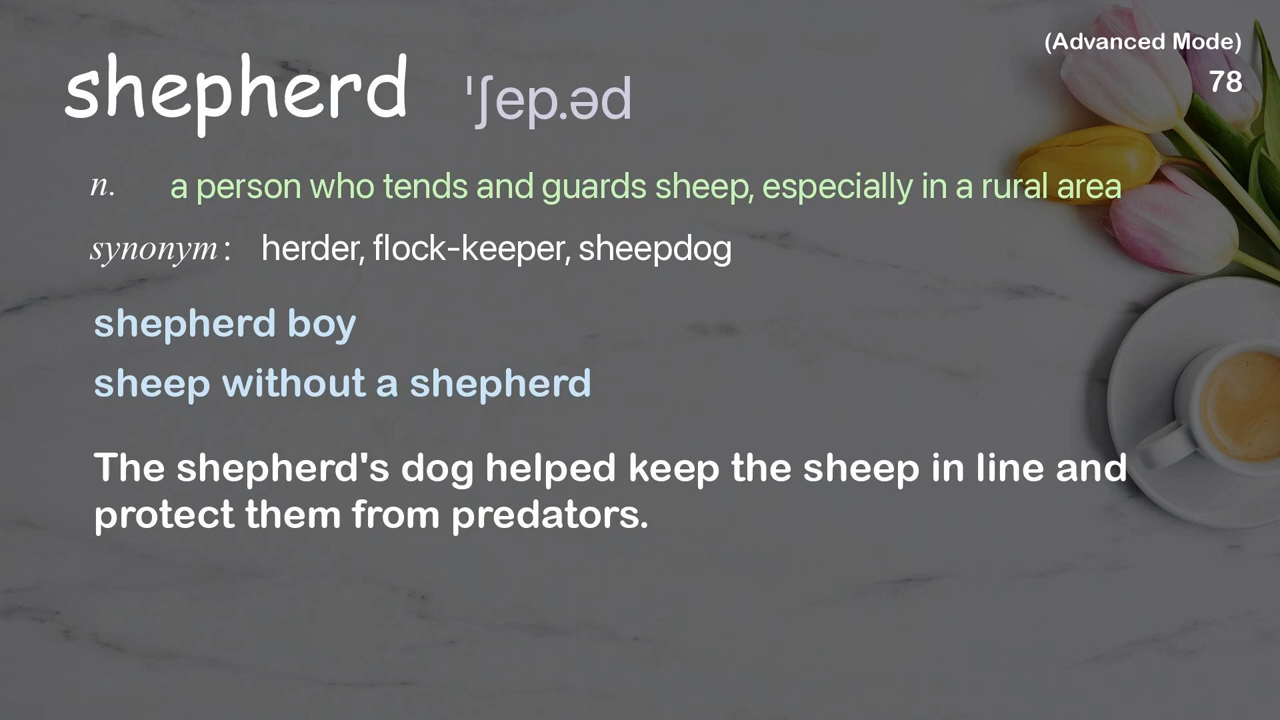 (Advanced Mode)
78
shepherd ˈʃep.əd
n. a person who tends and guards sheep, especially in a rural area
synonym : herder, flock-keeper, sheepdog
shepherd boy
sheep without a shepherd
The shepherd's dog helped keep the sheep in line and
protect them from predators.